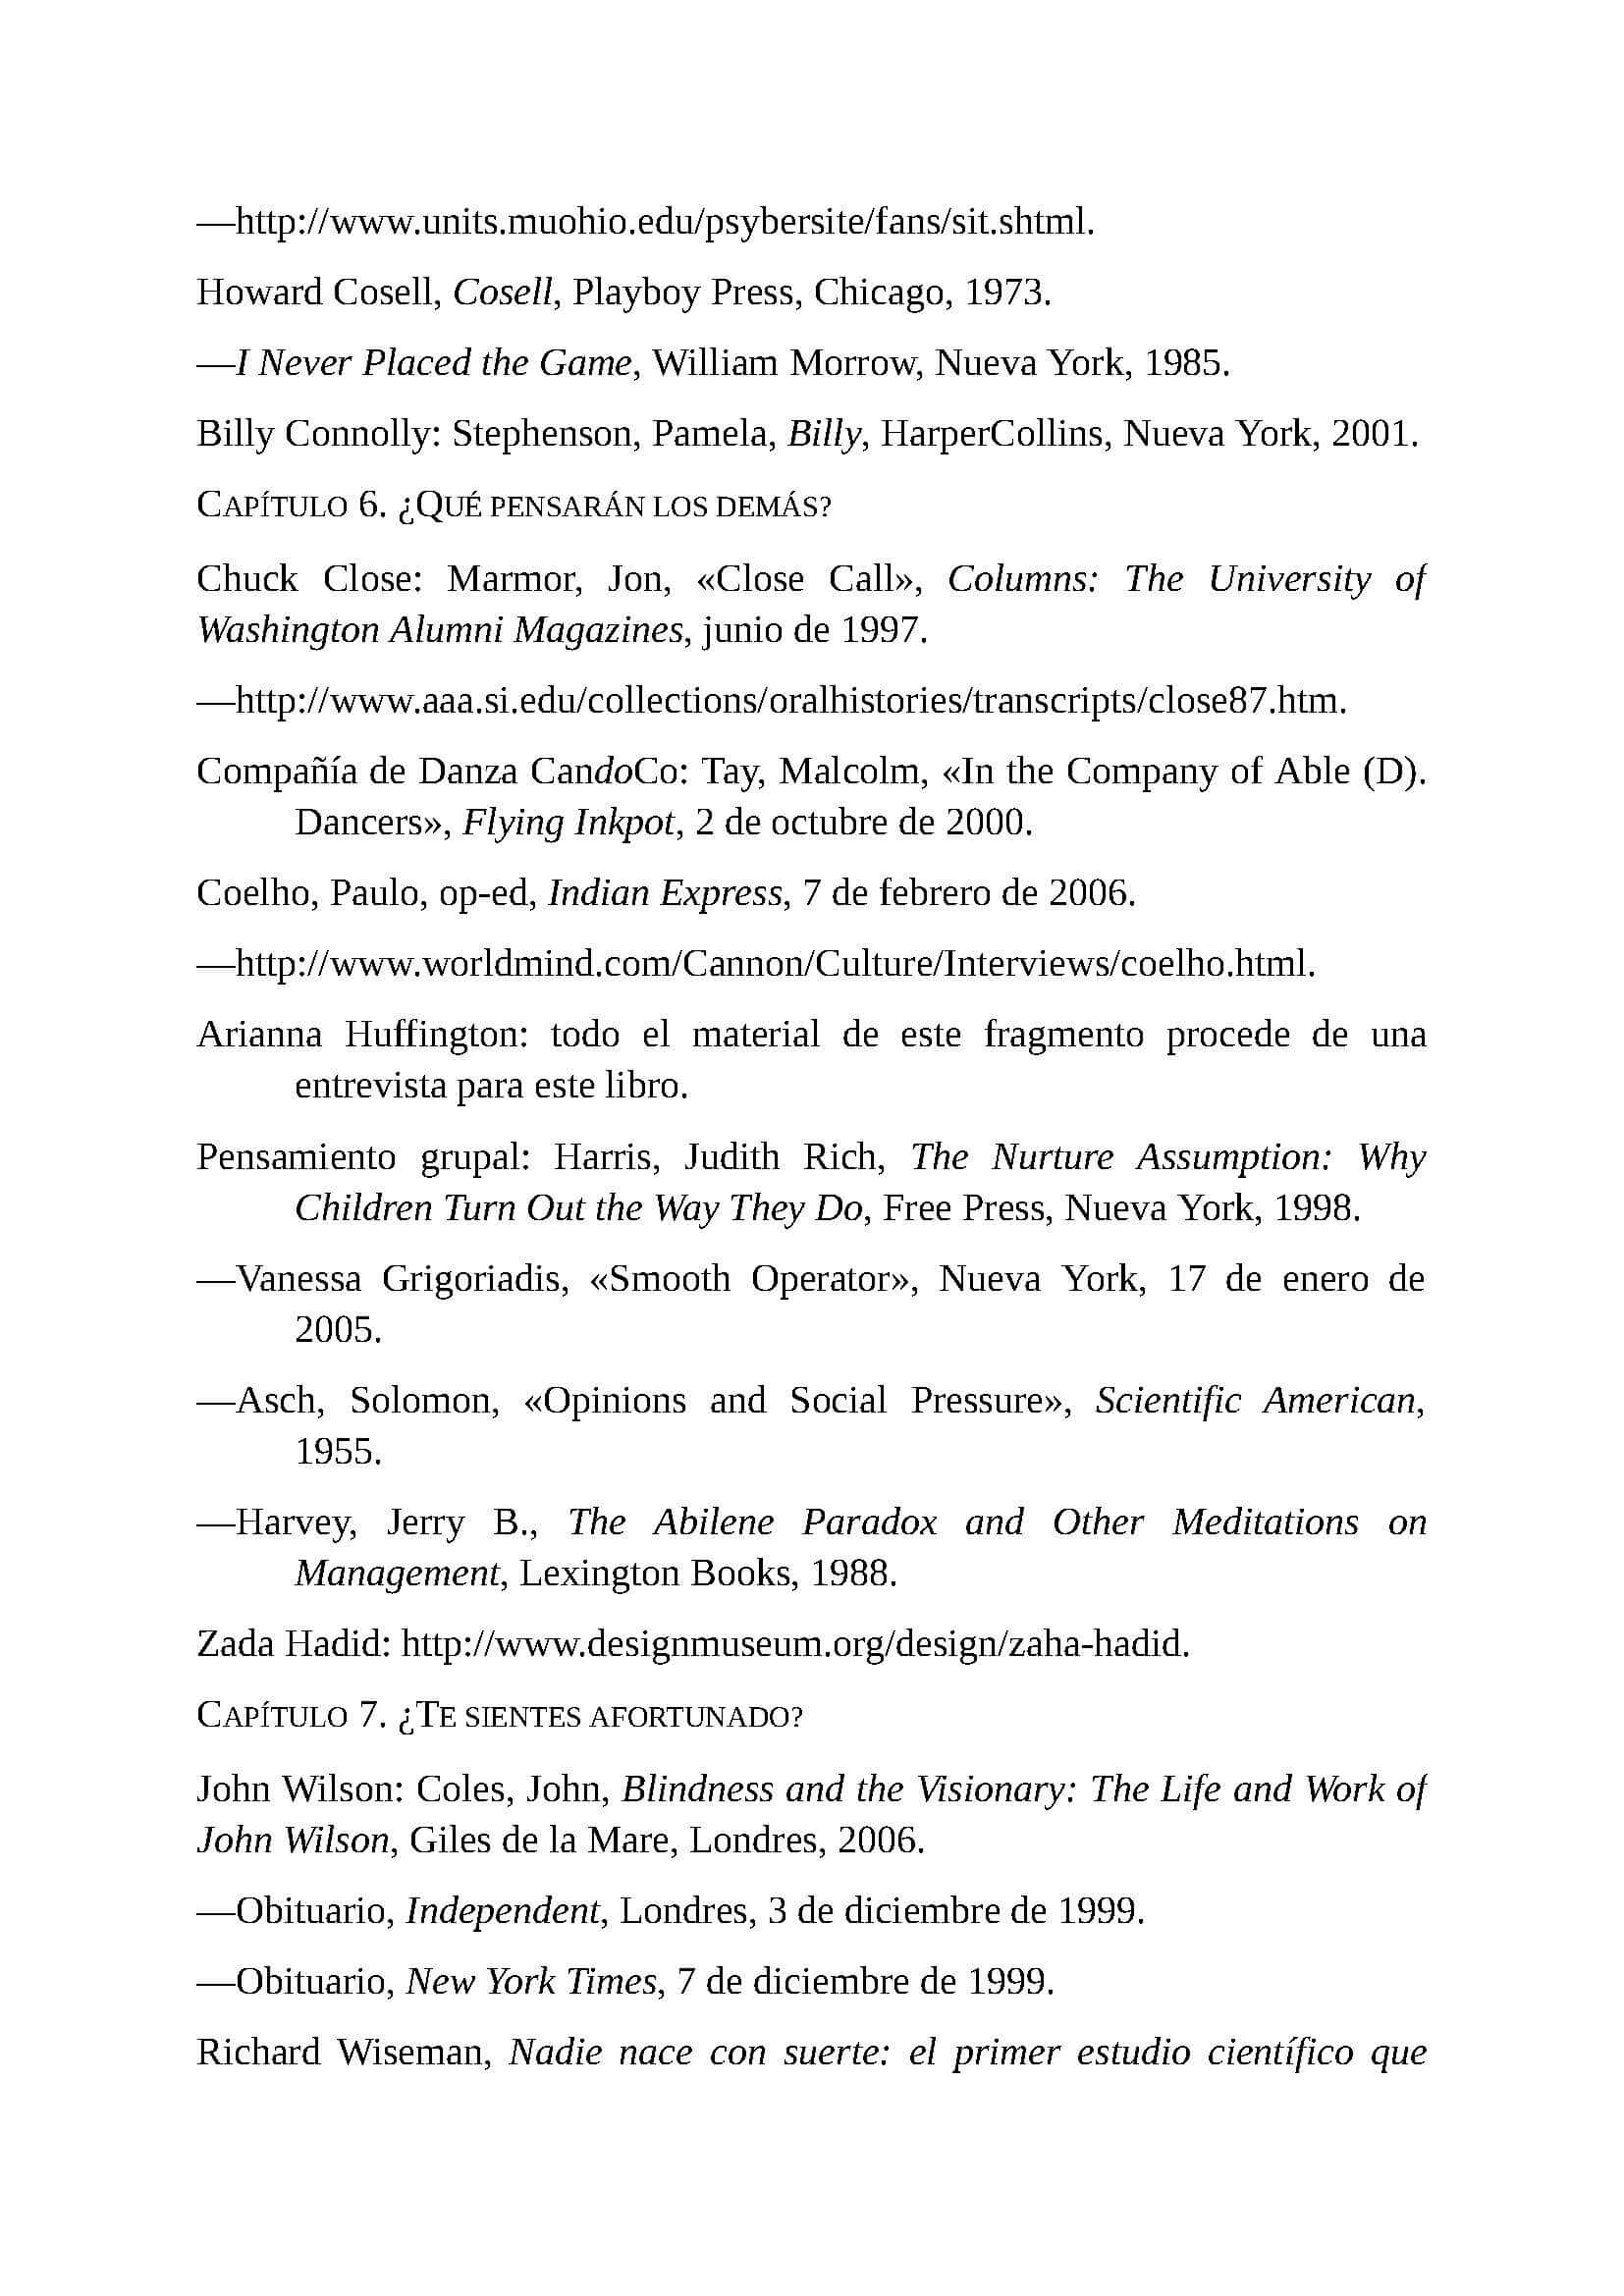 —http://www.units.muohio.edu/psybersite/fans/sit.shtml.
Howard Cosell, Cosell, Playboy Press, Chicago, 1973.
—I Never Placed the Game, William Morrow, Nueva York, 1985.
Billy Connolly: Stephenson, Pamela, Billy, HarperCollins, Nueva York, 2001.
CAPÍTULO 6. ¿QUÉ PENSARÁN LOS DEMÁS?
Chuck Close: Marmor, Jon, «Close Call», Columns: The University of
Washington Alumni Magazines, junio de 1997.
—http://www.aaa.si.edu/collections/oralhistories/transcripts/close87.htm.
Compañía de Danza CandoCo: Tay, Malcolm, «In the Company of Able (D).
Dancers», Flying Inkpot, 2 de octubre de 2000.
Coelho, Paulo, op-ed, Indian Express, 7 de febrero de 2006.
—http://www.worldmind.com/Cannon/Culture/Interviews/coelho.html.
Arianna Huffington: todo el material de este fragmento procede de una
entrevista para este libro.
Pensamiento grupal: Harris, Judith Rich, The Nurture Assumption: Why
Children Turn Out the Way They Do, Free Press, Nueva York, 1998.
—Vanessa Grigoriadis, «Smooth Operator», Nueva York, 17 de enero de
2005.
—Asch, Solomon, «Opinions and Social Pressure», Scientific American,
1955.
—Harvey, Jerry B., The Abilene Paradox and Other Meditations on
Management, Lexington Books, 1988.
Zada Hadid: http://www.designmuseum.org/design/zaha-hadid.
CAPÍTULO 7. ¿TE SIENTES AFORTUNADO?
John Wilson: Coles, John, Blindness and the Visionary: The Life and Work of
John Wilson, Giles de la Mare, Londres, 2006.
—Obituario, Independent, Londres, 3 de diciembre de 1999.
—Obituario, New York Times, 7 de diciembre de 1999.
Richard Wiseman, Nadie nace con suerte: el primer estudio científico que